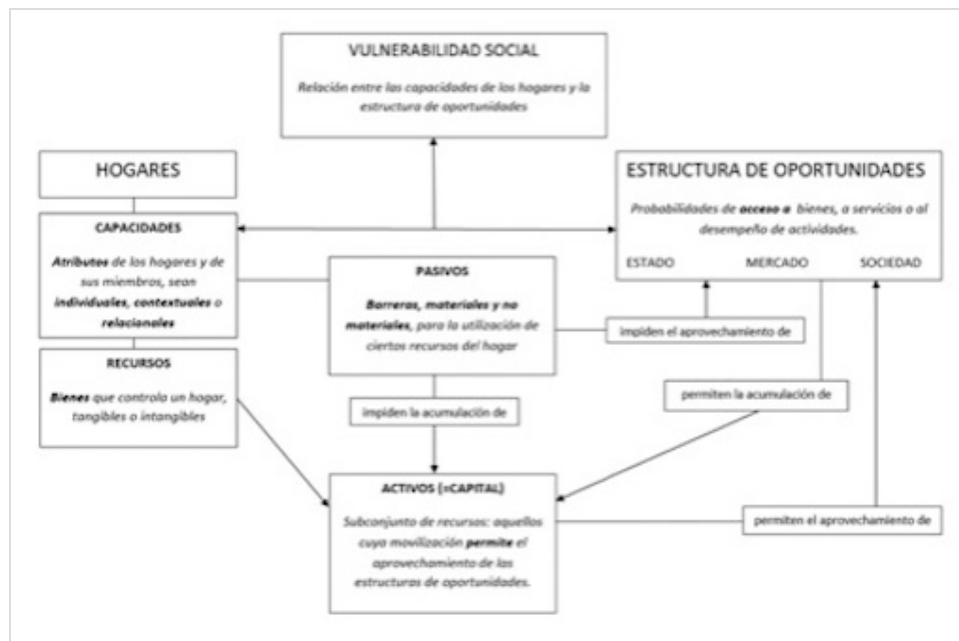 VULNERABILIDAD SOCIAL
Relación entre las capacidades de los hogares y la
estructura de oportunidades
HOGARES
CAPACIDADES
Atributos de los hogares y de
sus miembros, sean
individuales, contextuales o
relacionales
RECURSOS
Bienes que controla un hogar,
tangibles o intangibles
PASIVOS
Barreras, materiales y no
materiales, para la utilización de
ciertos recursos del hogar
ESTRUCTURA DE OPORTUNIDADES
Probabilidades de acceso a bienes, a servicios o al
desempeño de actividades.
ESTADO MERCADO SOCIEDAD
impiden el aprovechamiento de
impiden la acumulación de
permiten la acumulación de
ACTIVOS (=CAPITAL)
Subconjunto de recursos: aquellos
cuya movilización permite el
aprovechamiento de las
estructuras de oportunidades.
permiten el aprovechamiento de